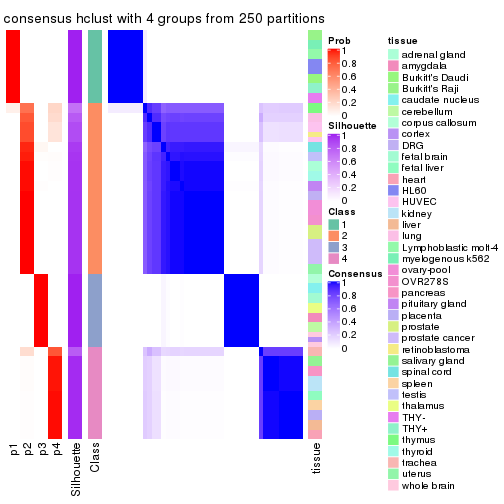 consensus hclust with 4 groups from 250 partitions
Prob
1
0.8
0.6
0.4
0.2
0
Silhouette
1
0.8
0.6
0.4
0.2
0
Class
1
2
3
4
Consensus
1
0.8
0.6
0.4
0.2
0
tissue
adrenal gland
amygdala
Burkitt's Daudi
Burkitt's Raji
caudate nucleus
cerebellum
corpus callosum
cortex
DRG
fetal brain
fetal liver
heart
HL60
HUVEC
kidney
liver
lung
Lymphoblastic molt-4
myelogenous k562
ovary-pool
OVR278S
pancreas
pituitary gland
placenta
prostate
prostate cancer
retinoblastoma
salivary gland
spinal cord
spleen
testis
thalamus
THY-
THY+
thymus
thyroid
trachea
uterus
whole brain
p1
p2
p3
p4
Silhouette
Class
tissue